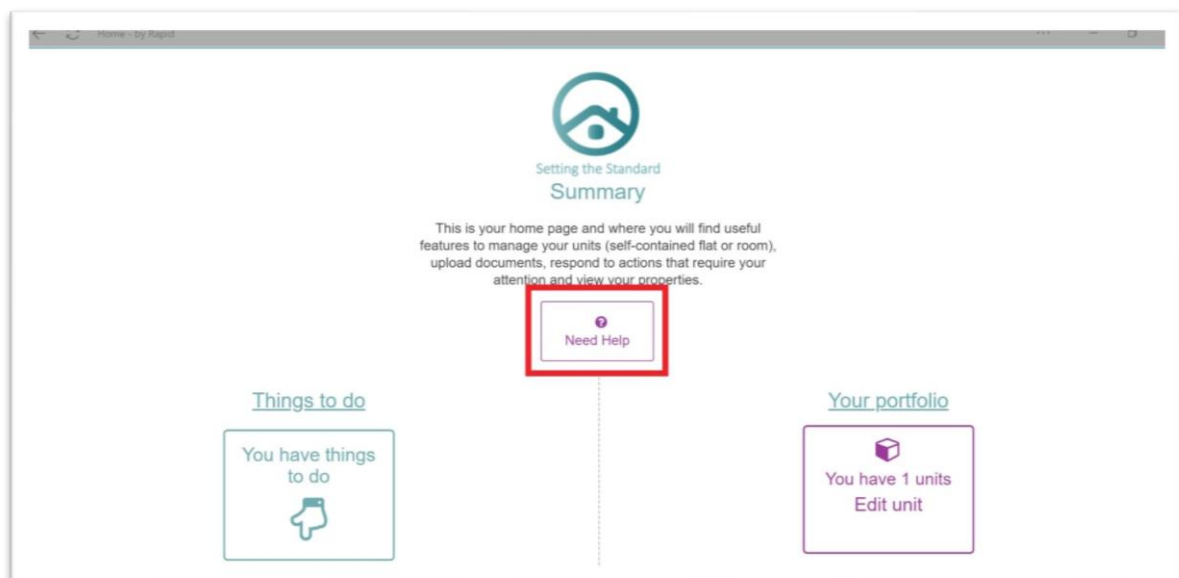 Home - by Rapid
Setting the Standard
Summary
This is your home page and where you will find useful
features to manage your units (self-contained flat or room),
upload documents, respond to actions that require your
attention and view your properties.
Need Help
Things to do
You have things
to do
Your portfolio
You have 1 units
Edit unit